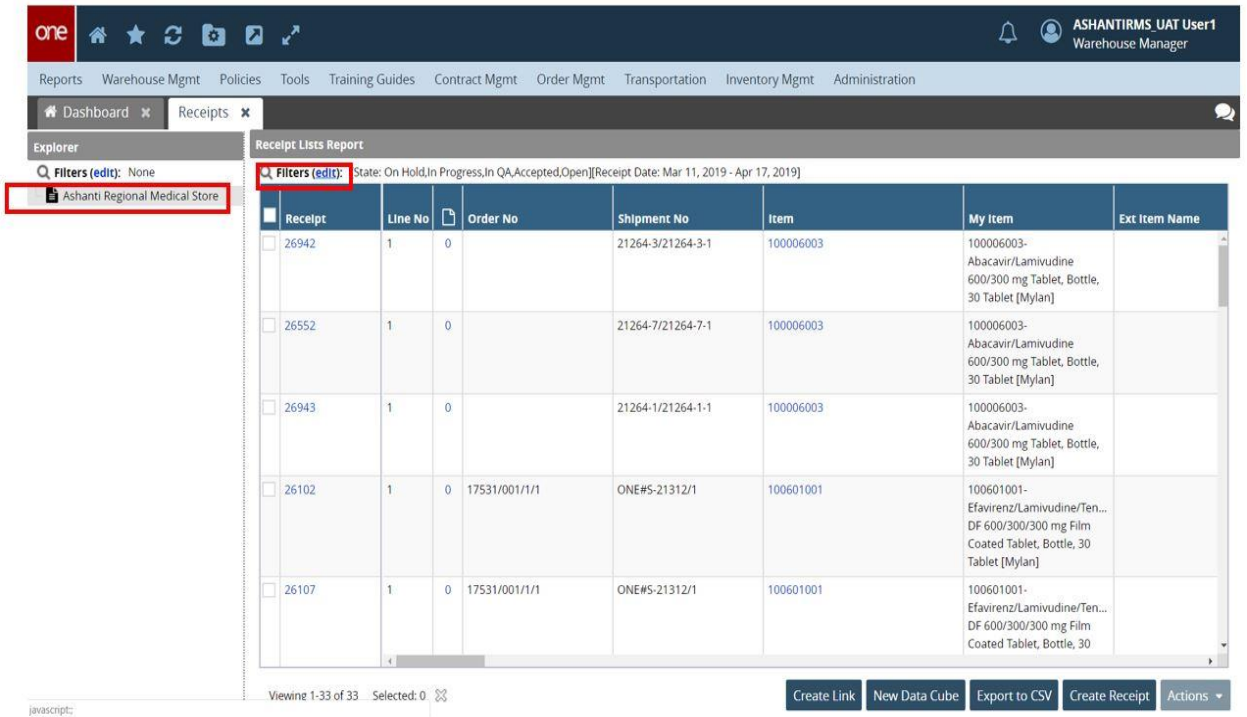 one
ASHANTIRMS_UAT User1
Warehouse Manager
Reports Warehouse Mgmt Policies Tools Training Guides Contract Mgmt Order Mgmt Transportation Inventory Mgmt Administration
Dashboard Receipts
Explorer
Filters (edit): None
Ashanti Regional Medical Store
Receipt Lists Report
Filters (edit): State: On Hold,In Progress,In QA,Accepted,Open][Receipt Date: Mar 11, 2019 - Apr 17, 2019]
Receipt Line No Order No Shipment No Item My Item Ext Item Name
26942 1 0 21264-3/21264-3-1 100006003 100006003-
Abacavir/Lamivudine
600/300 mg Tablet, Bottle,
30 Tablet [Mylan]
26552 1 0 21264-7/21264-7-1 100006003 100006003-
Abacavir/Lamivudine
600/300 mg Tablet, Bottle,
30 Tablet [Mylan]
26943 1 0 21264-1/21264-1-1 100006003 100006003-
Abacavir/Lamivudine
600/300 mg Tablet, Bottle,
30 Tablet [Mylan]
26102 1 0 17531/001/1/1 ONE#S-21312/1 100601001 100601001-
Efavirenz/Lamivudine/Ten...
DF 600/300/300 mg Film
Coated Tablet, Bottle, 30
Tablet [Mylan]
26107 1 0 17531/001/1/1 ONE#S-21312/1 100601001 100601001-
Efavirenz/Lamivudine/Ten...
DF 600/300/300 mg Film
Coated Tablet, Bottle, 30
Viewing 1-33 of 33 Selected: 0 Create Link New Data Cube Export to CSV Create Receipt Actions
javascript:;